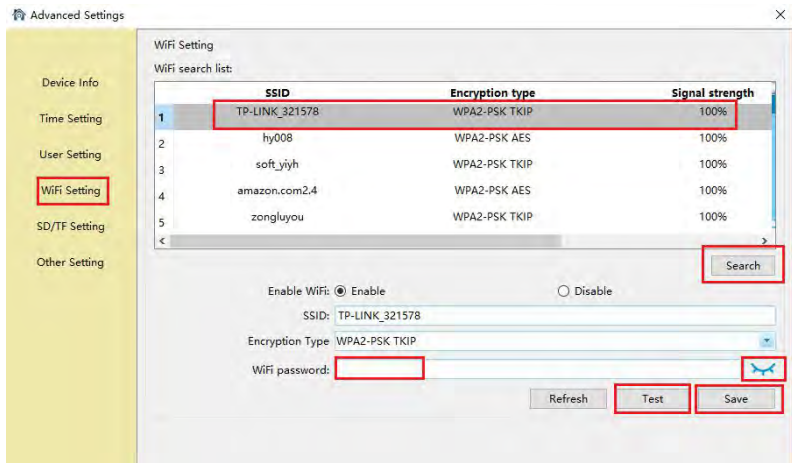 Advanced Settings
WiFi Setting
WiFi search list:
Device Info
Time Setting
User Setting
WiFi Setting
SD/TF Setting
Other Setting
SSID Encryption type Signal strength
1 TP-LINK_321578 WPA2-PSK TKIP 100%
2 hy008 WPA2-PSK AES 100%
3 soft_yiyh WPA2-PSK TKIP 100%
4 amazon.com2.4 WPA2-PSK AES 100%
5 zongluyou WPA2-PSK TKIP 100%
Search
Enable WiFi: Enable Disable
SSID: TP-LINK_321578
Encryption Type WPA2-PSK TKIP
WiFi password:
Refresh Test Save